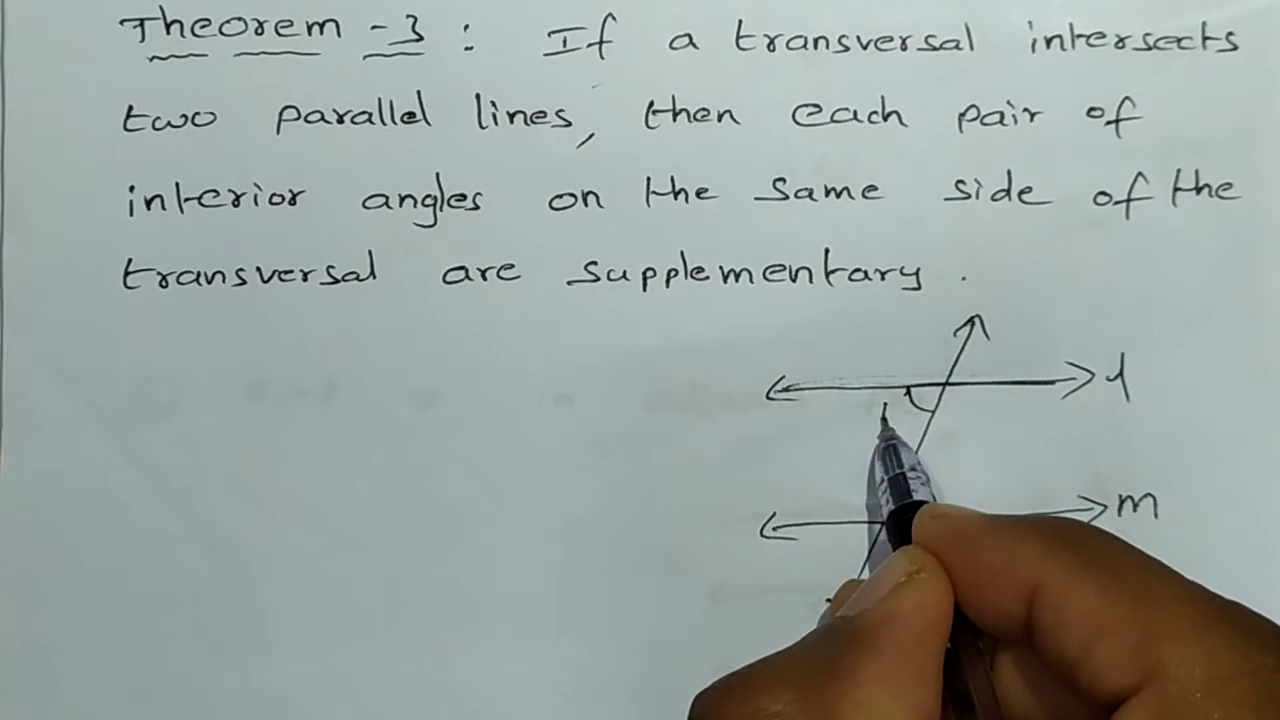 Theorem - 3 : If a transversal intersects
two parallel lines, then each pair of
interior angles on the same side of the
transversal are supplementary.
l
m